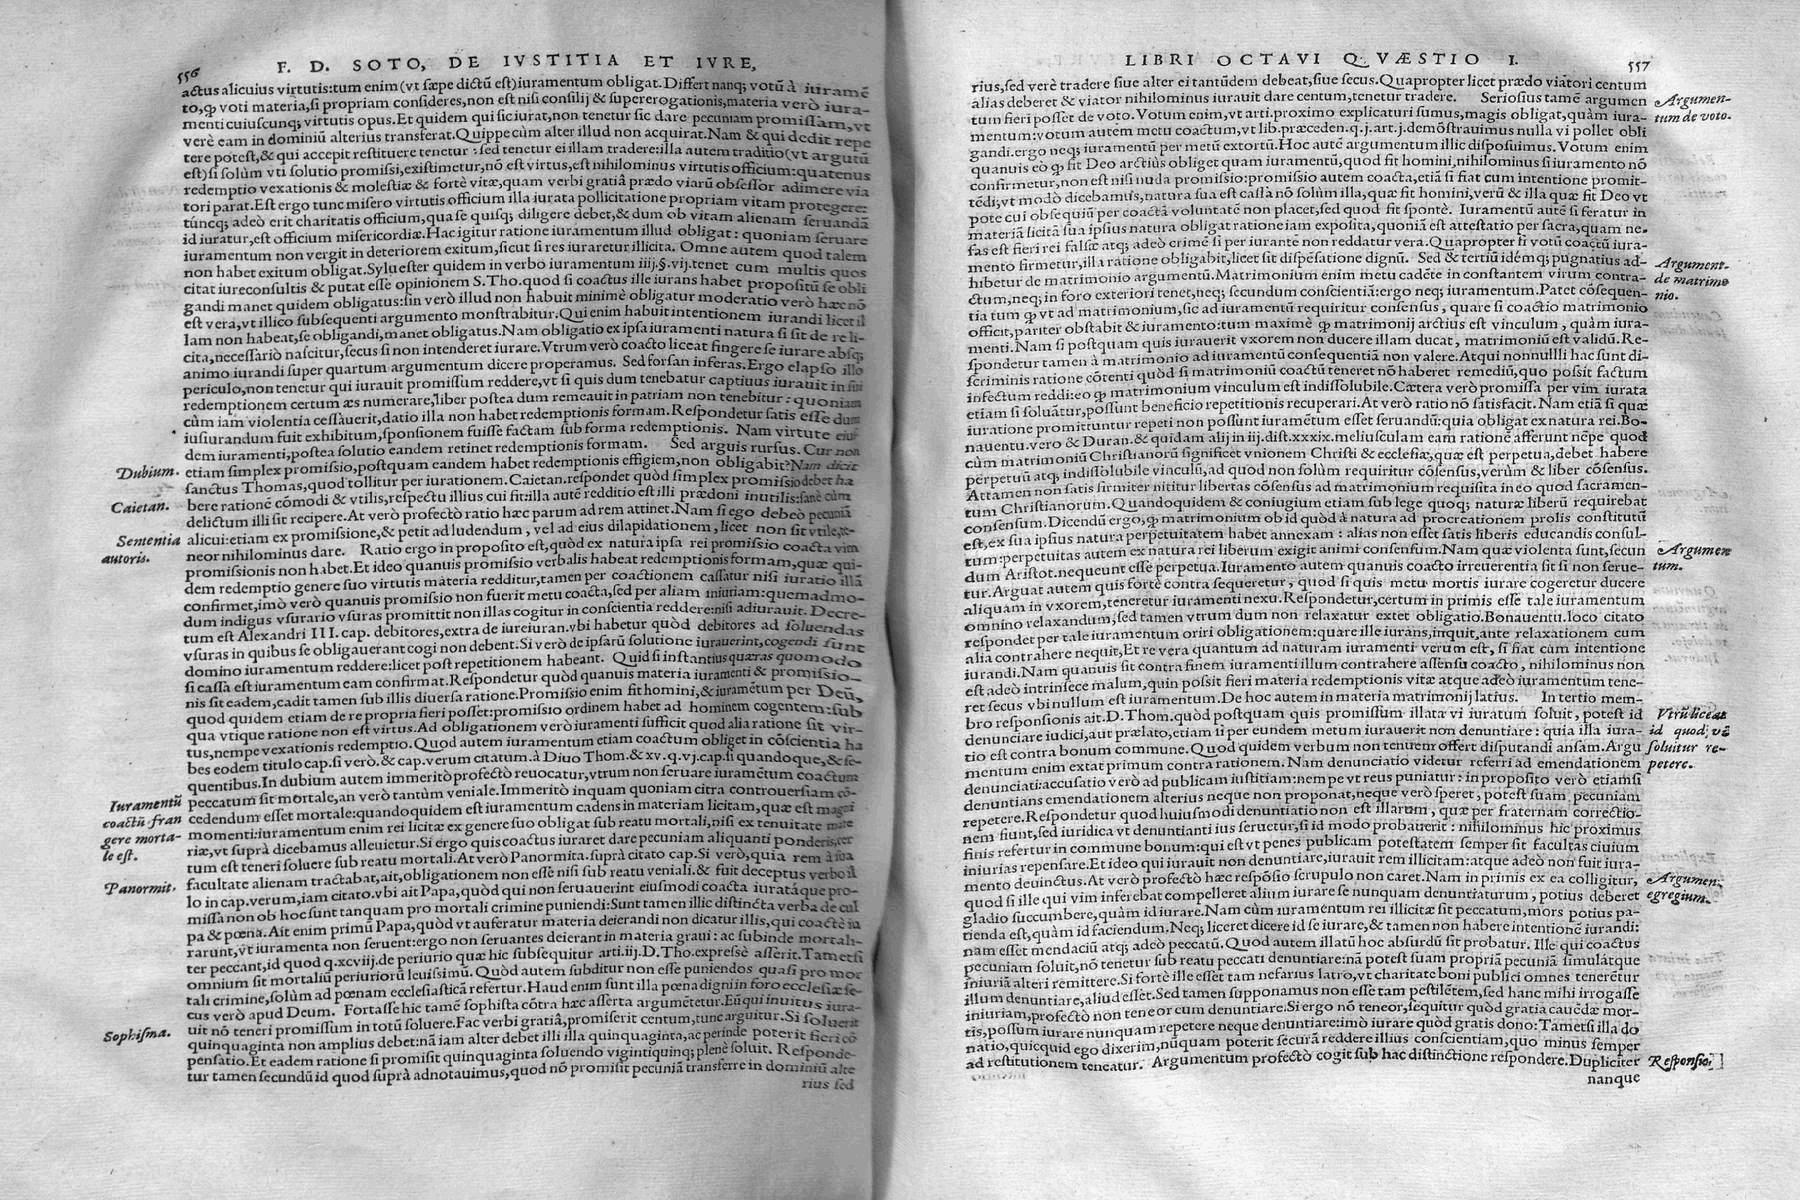 556
F. D. SOTO, DE IVSTITIA ET IVRE,
actus alicuius virtutis:tum enim (vt sæpe dictũ est) iuramentum obligat. Differt nanq; votũ à iuramẽ
to, ꝙ voti materia, si propriam consideres, non est nisi consilij & supererogationis, materia verò iura-
menti cuiuscunq; virtutis opus. Et quidem qui sic iurat, non tenetur sic dare pecuniam promissam, vt
verè eam in dominiũ alterius transferat. Quippe cùm alter illud non acquirat. Nam & qui dedit repe
tere potest, & qui accepit restituere tenetur: sed tenetur ei illam tradere: illa autem traditio (vt argutũ
est) si solùm vti solutio promissi, existimetur, nõ est virtus, est nihilominus virtutis officium: quatenus
redemptio vexationis & molestiæ & fortè vitæ, quam verbi gratiâ prædo viarũ obsessor adimere via
tori parat. Est ergo tunc misero virtutis officium illa iurata pollicitatione propriam vitam protegere:
túncq; adeò erit charitatis officium, qua se quisq; diligere debet, & dum ob vitam alienam seruandã
id iuratur, est officium misericordiæ. Hac igitur ratione iuramentum illud obligat: quoniam seruare
iuramentum non vergit in deteriorem exitum, sicut si res iuraretur illicita. Omne autem quod talem
non habet exitum obligat. Syluester quidem in verbo iuramentum iiij.§.vij. tenet cum multis quos
citat iureconsultis & putat esse opinionem S. Tho. quod si coactus ille iurans habet propositũ se obli
gandi manet quidem obligatus: sin verò illud non habuit minimè obligatur moderatio verò hæc nõ
est vera, vt illico subsequenti argumento monstrabitur. Qui enim habuit intentionem iurandi licet il
lam non habeat, se obligandi, manet obligatus. Nam obligatio ex ipsa iuramenti natura si sit de re li-
cita, necessariò nascitur, secus si non intenderet iurare. Vtrum verò coacto liceat fingere se iurare absq;
animo iurandi super quartum argumentum dicere properamus. Sed forsan inferas. Ergo elapso illo
periculo, non tenetur qui iurauit promissum reddere, vt si quis dum tenebatur captiuus iurauit in sui
redemptionem certum æs numerare, liber postea dum remeauit in patriam non tenebitur: quoniam
cùm iam violentia cessauerit, datio illa non habet redemptionis formam. Respondetur satis esse dum
iusiurandum fuit exhibitum, sponsionem fuisse factam sub forma redemptionis. Nam virtute eius
dem iuramenti, postea solutio eandem retinet redemptionis formam. Sed arguis rursus. Cur non
Dubium. etiam simplex promissio, postquam eandem habet redemptionis effigiem, non obligabit? Nam dicit
sanctus Thomas, quod tollitur per iurationem. Caietan. respondet quòd simplex promissio debet ha
Caietan. bere rationẽ cõmodi & vtilis, respectu illius cui fit: illa autẽ redditio est illi prædoni inutilis: sanè cùm
delictum illi sit recipere. At verò profectò ratio hæc parum ad rem attinet. Nam si ego debeo pecuniã
Sententia alicui: etiam ex promissione, & petit ad ludendum, vel ad eius dilapidationem, licet non sit vtile, te-
autoris. neor nihilominus dare. Ratio ergo in proposito est, quòd ex natura ipsa rei promissio coacta vim
promissionis non habet. Et ideo quanuis promissio verbalis habeat redemptionis formam, quæ qui-
dem redemptio genere suo virtutis materia redditur, tamen per coactionem cassatur nisi iuratio illã
confirmet, imò verò quanuis promissio non fuerit metu coacta, sed per aliam iniuriam: quemadmo-
dum indignus vsurario vsuras promittit non illas cogitur in conscientia reddere: nisi adiurauit. Decre-
tum est Alexandri III. cap. debitores, extra de iureiuran. vbi habetur quòd debitores ad soluendas
vsuras in quibus se obligauerant cogi non debent. Si verò de ipsarũ solutione iurauerint, cogendi sunt
domino iuramentum reddere: licet post repetitionem habeant. Quid si instantius quæras quomodo
si cassa est iuramentum eam confirmat. Respondetur quòd quanuis materia iuramenti & promissio-
nis sit eadem, cadit tamen sub illis diuersa ratione. Promissio enim fit homini, & iuramẽtum per Deũ,
quod quidem etiam de re propria fieri posset: promissio ordinem habet ad hominem cogentem: sub
qua vtique ratione non est virtus. Ad obligationem verò iuramenti sufficit quod alia ratione sit vir-
tus, nempe vexationis redemptio. Quod autem iuramentum etiam coactum obliget in cõscientia ha
bes eodem titulo cap. si verò. & cap. verum citatum. à Diuo Thom. & xv. q. vj. cap. si quandoque, & se-
quentibus. In dubium autem immeritò profectò reuocatur, vtrum non seruare iuramẽtum coactum
Iuramentũ peccatum sit mortale, an verò tantùm veniale. Immeritò inquam quoniam citra controuersiam cõ-
coactũ fran cedendum esset mortale: quandoquidem est iuramentum cadens in materiam licitam, quæ est magni
gere morta- momenti: iuramentum enim rei licitæ ex genere suo obligat sub reatu mortali, nisi ex tenuitate mate
le est. riæ, vt suprà dicebamus alleuietur. Si ergo quis coactus iuraret dare pecuniam aliquanti ponderis, cer
tum est teneri soluere sub reatu mortali. At verò Panormita. suprà citato cap. Si verò, quia rem à sua
Panormit. facultate alienam tractabat, ait, obligationem non esse nisi sub reatu veniali. & fuit deceptus verbo il
lo in cap. verum, iam citato. vbi ait Papa, quòd qui non seruauerint eiusmodi coacta iuratáque pro-
missa non ob hoc sunt tanquam pro mortali crimine puniendi: Sunt tamen illic distincta verba de cul
pa & pœna. Ait enim primũ Papa, quòd vt auferatur materia deierandi non dicatur illis, qui coactè iu
rarunt, vt iuramenta non seruent: ergo non seruantes deierant in materia graui: ac subinde mortali-
ter peccant, id quod q. xcviij. de periurio quæ hic subsequitur arti. iij. D. Tho. expressè asserit. Tametsi
omnium sit mortaliũ periuriorũ leuissimũ. Quòd autem subditur non esse puniendos quasi pro mor
tali crimine, solùm ad pœnam ecclesiasticã refertur. Haud enim sunt illa pœna digni in foro ecclesiæ se-
cus verò apud Deum. Fortasse hic tamẽ sophista cõtra hæc asserta argumẽtetur. Eũ qui inuitus iura-
Sophisma. uit nõ teneri promissum in totũ soluere. Fac verbi gratiâ, promiserit centum, tunc arguitur. Si soluerit
quinquaginta non amplius debet: nã iam alter debet illi illa quinquaginta, ac perinde poterit fieri cõ
pensatio. Et eadem ratione si promisit quinquaginta soluendo vigintiquinq; plenè soluit. Responde-
tur tamen secundũ id quod suprà adnotauimus, quod nõ promisit pecuniã transferre in dominiũ alte
rius sed
LIBRI OCTAVI QVÆSTIO I.
557
rius, sed verè tradere siue alter ei tantũdem debeat, siue secus. Quapropter licet prædo viatori centum
alias deberet & viator nihilominus iurauit dare centum, tenetur tradere. Seriosius tamẽ argumen Argumen-
tum fieri posset de voto. Votum enim, vt arti. proximo explicaturi sumus, magis obligat, quàm iura- tum de voto.
mentum: votum autem metu coactum, vt lib. præceden. q. j. art. j. demõstrauimus nulla vi pollet obli
gandi. ergo neq; iuramentũ per metũ extortũ. Hoc autẽ argumentum illic disposuimus. Votum enim
quanuis eò ꝙ fit Deo arctiùs obliget quam iuramentũ, quod fit homini, nihilominus si iuramento nõ
confirmetur, non est nisi nuda promissio: promissio autem coacta, etiã si fiat cum intentione promit-
tẽdi; vt modò dicebamus, natura sua est cassa nõ solùm illa, quæ fit homini, verũ & illa quæ fit Deo vt
pote cui obsequiũ per coactã voluntatẽ non placet, sed quod fit spontè. Iuramentũ autẽ si feratur in
materiã licitã sua ipsius natura obligat ratione iam exposita, quoniã est attestatio per sacra, quam ne-
fas est fieri rei falsæ atq; adeò crimẽ si per iurantẽ non reddatur vera. Quapropter si votũ coactũ iura-
mento firmetur, illa ratione obligabit, licet sit dispẽsatione dignũ. Sed & tertiũ idémq; pugnatius ad- Argument.
hibetur de matrimonio argumentũ. Matrimonium enim metu cadẽte in constantem virum contra- de matrimo
ctum, neq; in foro exteriori tenet, neq; secundum conscientiã: ergo neq; iuramentum. Patet cõsequen- nio.
tia tum ꝙ vt ad matrimonium, sic ad iuramentũ requiritur consensus, quare si coactio matrimonio
officit, pariter obstabit & iuramento: tum maximè ꝙ matrimonij arctius est vinculum, quàm iura-
menti. Nam si postquam quis iurauerit vxorem non ducere illam ducat, matrimoniũ est validũ. Re-
spondetur tamen à matrimonio ad iuramentũ consequentiã non valere. Atqui nonnullli hac sunt di-
scriminis ratione cõtenti quòd si matrimoniũ coactũ teneret nõ haberet remediũ, quo possit factum
infectum reddi: eo ꝙ matrimonium vinculum est indissolubile. Cætera verò promissa per vim iurata
etiam si soluãtur, possunt beneficio repetitionis recuperari. At verò ratio nõ satisfacit. Nam etiã si quæ
iuratione promittuntur repeti non possunt iuramẽtum esset seruandũ: quia obligat ex natura rei. Bo-
nauentu. vero & Duran. & quidam alij in iij. dist. xxxix. meliusculam eam rationẽ afferunt nẽpe quod
cùm matrimoniũ Christianorũ significet vnionem Christi & ecclesiæ, quæ est perpetua, debet habere
perpetuũ atq; indissolubile vinculũ, ad quod non solùm requiritur cõsensus, verùm & liber cõsensus.
Attamen non satis firmiter nititur libertas cõsensus ad matrimonium requisita in eo quod sacramen-
tum Christianorum. Quandoquidem & coniugium etiam sub lege quoq; naturæ liberũ requirebat
consensum. Dicendũ ergo, ꝙ matrimonium ob id quòd à natura ad procreationem prolis constitutũ
est, ex sua ipsius natura perpetuitatem habet annexam: alias non esset satis liberis educandis consul-
tum: perpetuitas autem ex natura rei liberum exigit animi consensum. Nam quæ violenta sunt, secun Argumen
dum Aristot. nequeunt esse perpetua. Iuramento autem quanuis coacto irreuerentia fit si non serue- tum.
tur. Arguat autem quis fortè contra sequeretur, quod si quis metu mortis iurare cogeretur ducere
aliquam in vxorem, teneretur iuramenti nexu. Respondetur, certum in primis esse tale iuramentum
omnino relaxandum, sed tamen vtrum dum non relaxatur extet obligatio. Bonauentu. loco citato
respondet per tale iuramentum oriri obligationem: quare ille iurans, inquit, ante relaxationem cum
alia contrahere nequit, Et re vera quantum ad naturam iuramenti verum est, si fiat cum intentione
iurandi. Nam quanuis sit contra finem iuramenti illum contrahere assensu coacto, nihilominus non
est adeò intrinsece malum, quin possit fieri materia redemptionis vitæ atque adeò iuramentum tene-
ret secus vbi nullum est iuramentum. De hoc autem in materia matrimonij latius. In tertio mem-
bro responsionis ait. D. Thom. quòd postquam quis promissum illata vi iuratum soluit, potest id Vtrũ liceat
denunciare iudici, aut prælato, etiam si per eundem metum iurauerit non denuntiare: quia illa iura- id quod; vẽ
tio est contra bonum commune. Quod quidem verbum non tenuem offert disputandi ansam. Argu soluitur re-
mentum enim extat primum contra rationem. Nam denunciatio videtur referri ad emendationem petere.
denuntiati: accusatio verò ad publicam iustitiam: nempe vt reus puniatur: in proposito verò etiamsi
denuntians emendationem alterius neque non proponat, neque verò speret, potest suam pecuniam
repetere. Respondetur quod huiusmodi denuntiatio non est illarum, quæ per fraternam correctio-
nem fiunt, sed iuridica vt denuntianti ius seruetur, si id modo probauerit: nihilominus hic proximus
finis refertur in commune bonum: qui est vt penes publicam potestatem semper sit facultas ciuium
iniurias repensare. Et ideo qui iurauit non denuntiare, iurauit rem illicitam: atque adeò non fuit iura-
mento deuinctus. At verò profectò hæc respõsio scrupulo non caret. Nam in primis ex ea colligitur, Argumen.
quod si ille qui vim inferebat compelleret alium iurare se nunquam denuntiaturum, potius deberet egregium.
gladio succumbere, quàm id iurare. Nam cùm iuramentum rei illicitæ sit peccatum, mors potius pa-
tienda est, quàm id faciendum. Neq; liceret dicere id se iurare, & tamen non habere intentionẽ iurandi:
nam esset mendaciũ atq; adeò peccatũ. Quod autem illatũ hoc absurdũ sit probatur. Ille qui coactus
pecuniam soluit, nõ tenetur sub reatu peccati denuntiare: nã potest suam propriã pecuniã simulátque
iniuriã alteri remittere. Si fortè ille esset tam nefarius latro, vt charitate boni publici omnes tenerẽtur
illum denuntiare, aliud esset. Sed tamen supponamus non esse tam pestilẽtem, sed hanc mihi irrogasse
iniuriam, profectò non teneor cum denuntiare. Si ergo nõ teneor, sequitur quòd gratia cauẽdæ mor-
tis, possum iurare nunquam repetere neque denuntiare: imò iurare quòd gratis dono: Tametsi illa do
natio, quicquid ego dixerim, nũquam poterit securã reddere illius conscientiam, quo minus semper
ad restitutionem teneatur. Argumentum profectò cogit sub hac distinctione respondere. Dupliciter Responsio.
nanque